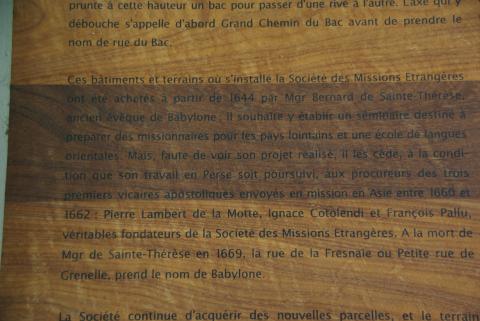 prunte à cette hauteur un bac pour passer d'une rive à l'autre. L'axe qui y
débouche s'appelle d'abord Grand Chemin du Bac avant de prendre le
nom de rue du Bac.
Ces bâtiments et terrains où s'installe la Société des Missions Etrangères
ont été achetés à partir de 1644 par Mgr Bernard de Sainte-Thérèse,
ancien évêque de Babylone ; il souhaite y établir un séminaire destiné à
préparer des missionnaires pour les pays lointains et une école de langues
orientales. Mais, faute de voir son projet réalisé, il les cède, à la condi-
tion que son travail en Perse soit poursuivi, aux procureurs des trois
premiers vicaires apostoliques envoyés en mission en Asie entre 1660 et
1662 : Pierre Lambert de la Motte, Ignace Cotolendi et François Pallu,
véritables fondateurs de la Société des Missions Etrangères. A la mort de
Mgr de Sainte-Thérèse en 1669, la rue de la Fresnaie ou Petite rue de
Grenelle, prend le nom de Babylone.
La Société continue d'acquérir des nouvelles parcelles, et le terrain